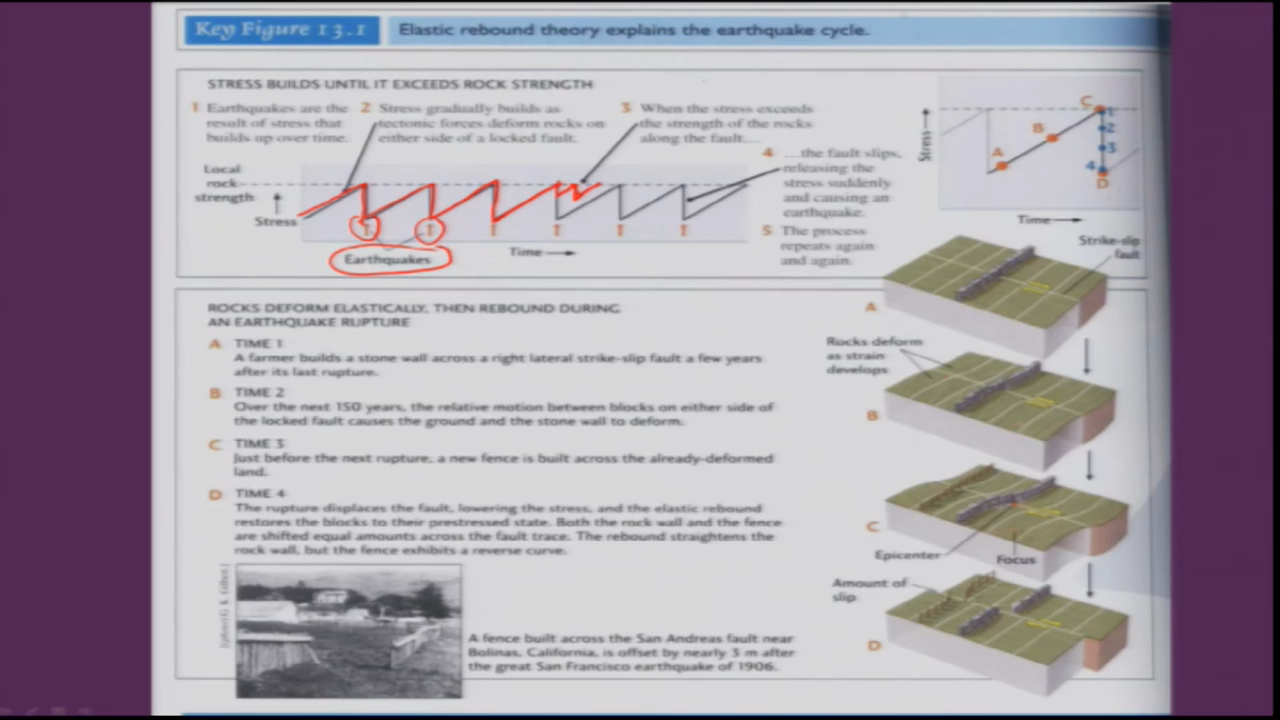 Key Figure 13.1
Elastic rebound theory explains the earthquake cycle.
STRESS BUILDS UNTIL IT EXCEEDS ROCK STRENGTH
1 Earthquakes are the
result of stress that
builds up over time.
2 Stress gradually builds as
tectonic forces deform rocks on
either side of a locked fault.
3 When the stress exceeds
the strength of the rocks
along the fault...
4 ...the fault slips,
releasing the
stress suddenly
and causing an
earthquake.
5 The process
repeats again
and again.
Local
rock
strength
Stress
Earthquakes
Time
Stress
A
B
C
1
2
3
4
D
Time
Strike-slip
fault
A
Rocks deform
as strain
develops
B
C
Epicenter
Focus
Amount of
slip
D
ROCKS DEFORM ELASTICALLY, THEN REBOUND DURING
AN EARTHQUAKE RUPTURE
A TIME 1
A farmer builds a stone wall across a right lateral strike-slip fault a few years
after its last rupture.
B TIME 2
Over the next 150 years, the relative motion between blocks on either side of
the locked fault causes the ground and the stone wall to deform.
C TIME 3
Just before the next rupture, a new fence is built across the already-deformed
land.
D TIME 4
The rupture displaces the fault, lowering the stress, and the elastic rebound
restores the blocks to their prestressed state. Both the rock wall and the fence
are shifted equal amounts across the fault trace. The rebound straightens the
rock wall, but the fence exhibits a reverse curve.
A fence built across the San Andreas fault near
Bolinas, California, is offset by nearly 3 m after
the great San Francisco earthquake of 1906.